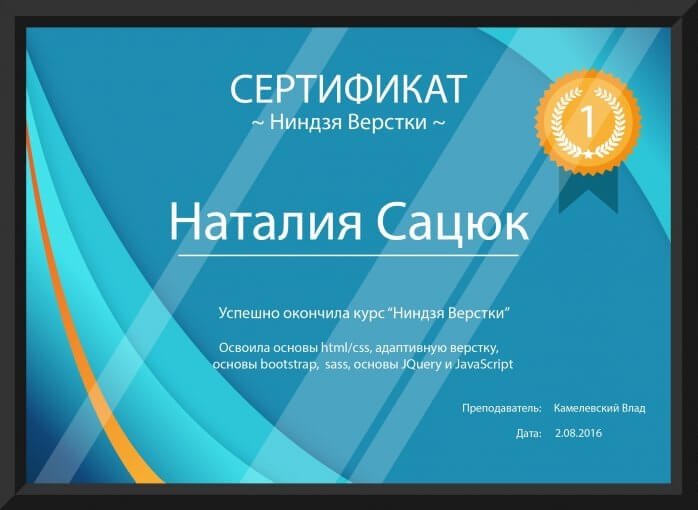 СЕРТИФИКАТ
~ Ниндзя Верстки ~
1
Наталия Сацюк
Успешно окончила курс “Ниндзя Верстки”
Освоила основы html/css, адаптивную верстку,
основы bootstrap, sass, основы JQuery и JavaScript
Преподаватель: Камелевский Влад
Дата: 2.08.2016